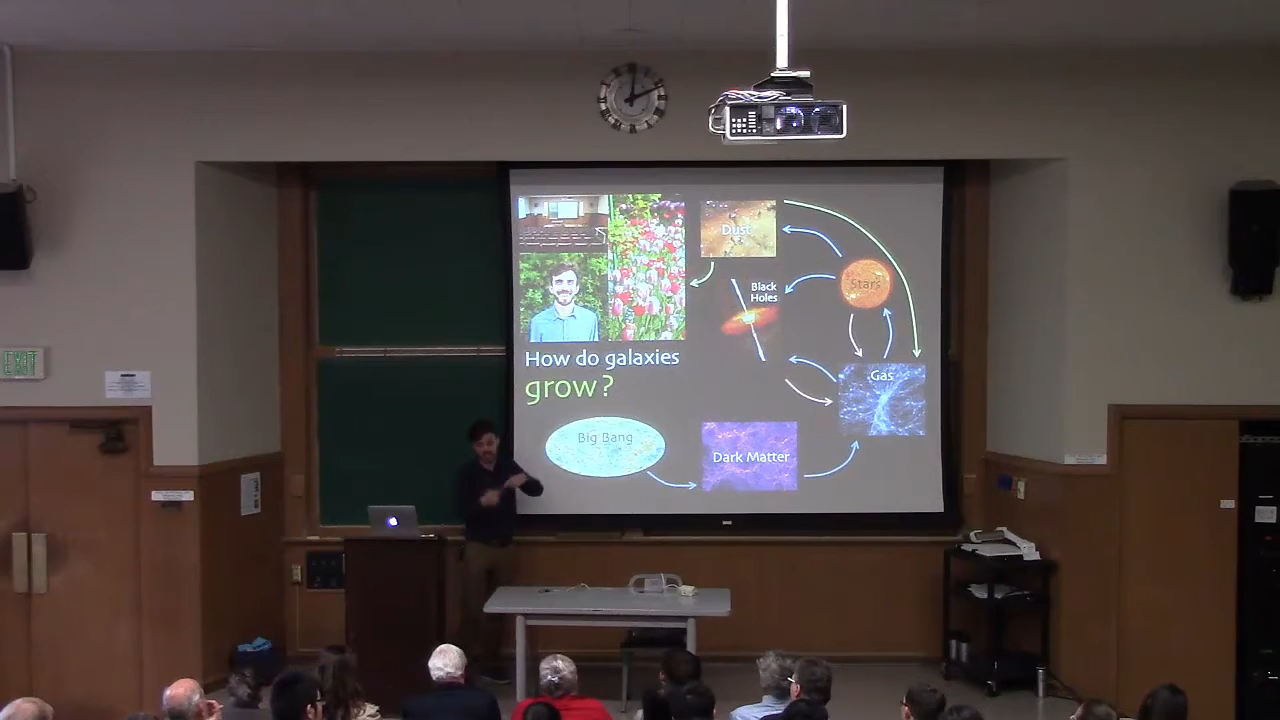 EXIT
Dust
Black
Holes
Stars
Gas
How do galaxies
grow?
Big Bang
Dark Matter